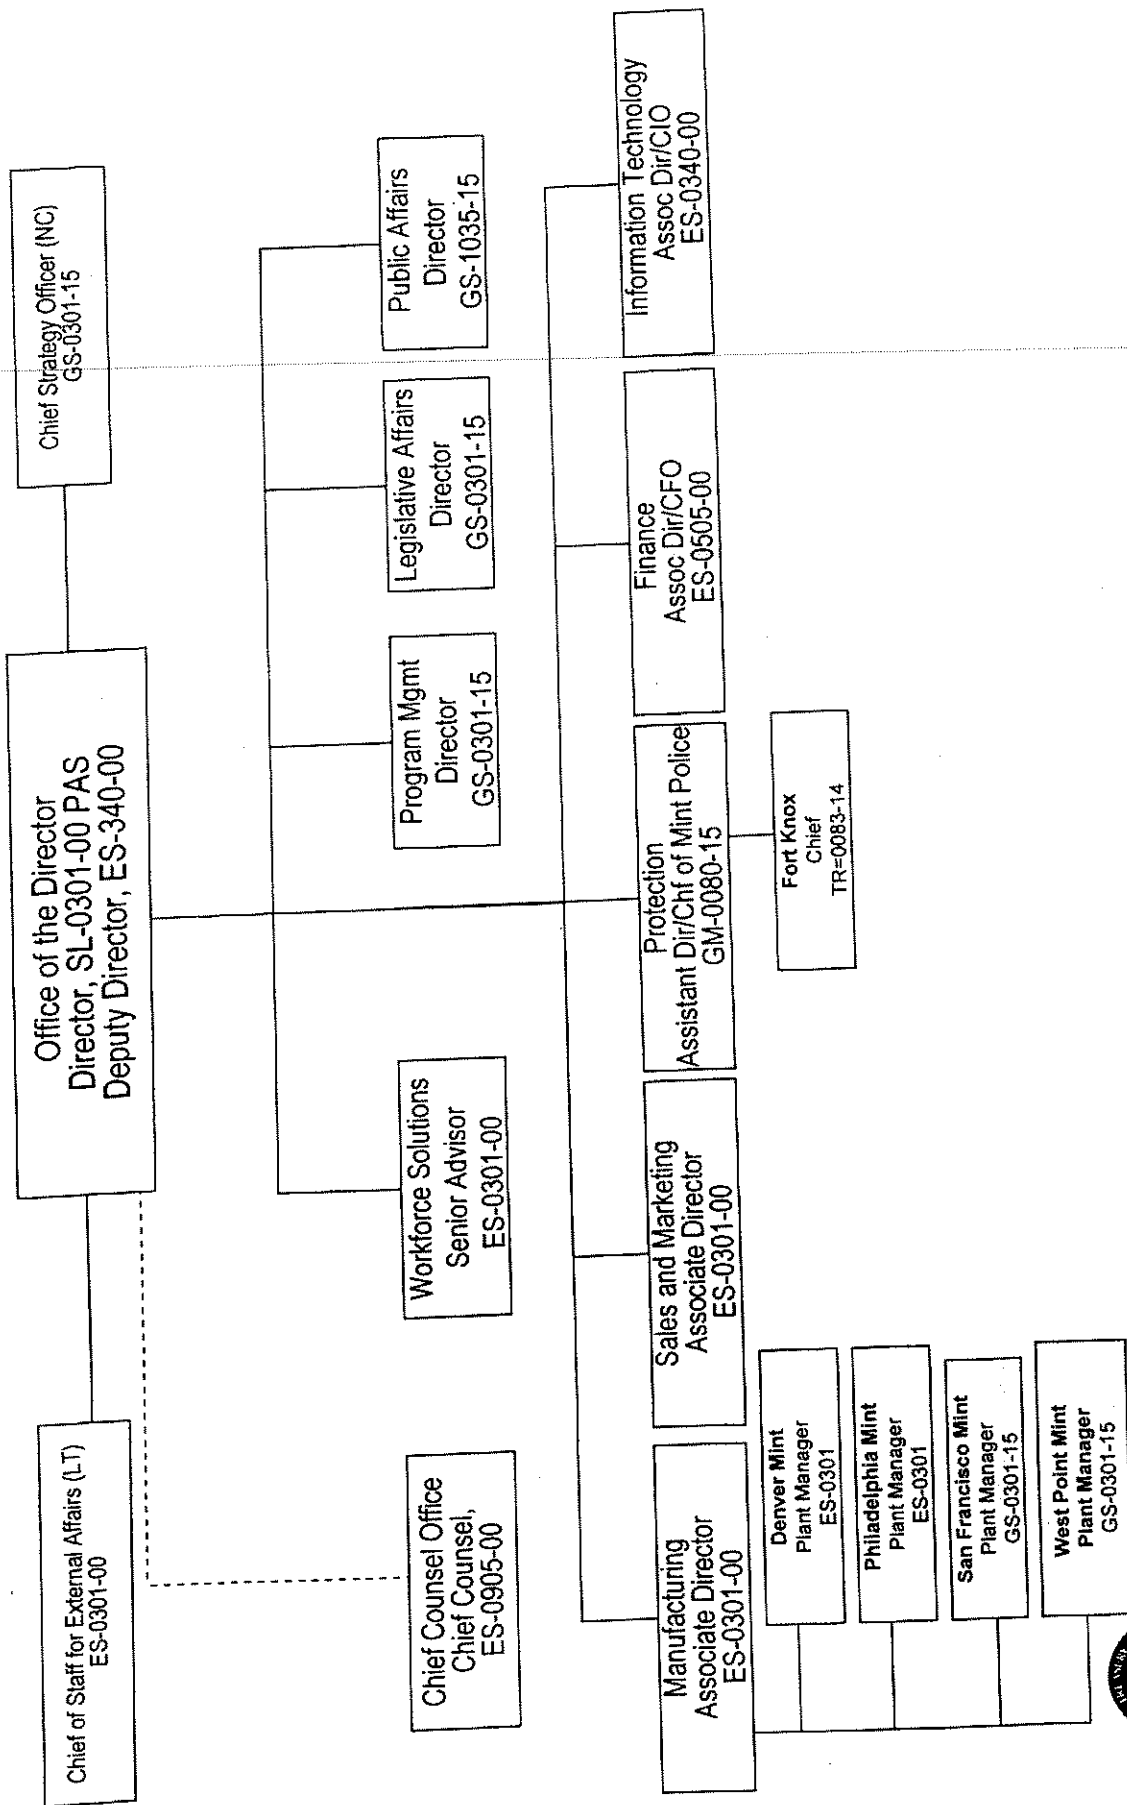 Office of the Director
Director, SL-0301-00 PAS
Deputy Director, ES-340-00
Chief of Staff for External Affairs (LT)
ES-0301-00
Chief Strategy Officer (NC)
GS-0301-15
Chief Counsel Office
Chief Counsel,
ES-0905-00
Workforce Solutions
Senior Advisor
ES-0301-00
Program Mgmt
Director
GS-0301-15
Legislative Affairs
Director
GS-0301-15
Public Affairs
Director
GS-1035-15
Manufacturing
Associate Director
ES-0301-00
Sales and Marketing
Associate Director
ES-0301-00
Protection
Assistant Dir/Chf of Mint Police
GM-0080-15
Finance
Assoc Dir/CFO
ES-0505-00
Information Technology
Assoc Dir/CIO
ES-0340-00
Denver Mint
Plant Manager
ES-0301
Philadelphia Mint
Plant Manager
ES-0301
San Francisco Mint
Plant Manager
GS-0301-15
West Point Mint
Plant Manager
GS-0301-15
Fort Knox
Chief
TR=0083-14